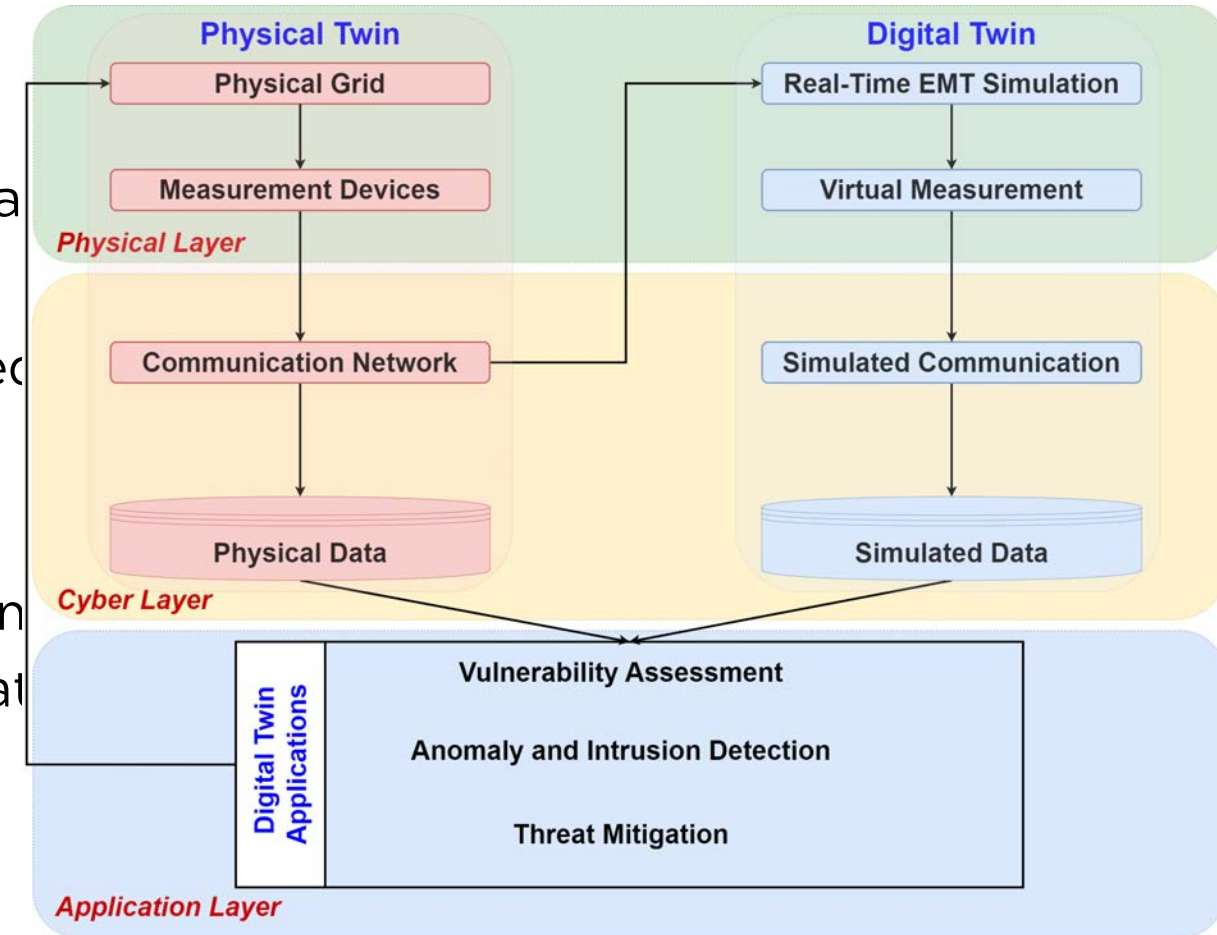 Physical Twin
Digital Twin
Physical Grid
Real-Time EMT Simulation
Measurement Devices
Virtual Measurement
Physical Layer
Communication Network
Simulated Communication
Physical Data
Simulated Data
Cyber Layer
Digital Twin
Applications
Vulnerability Assessment
Anomaly and Intrusion Detection
Threat Mitigation
Application Layer